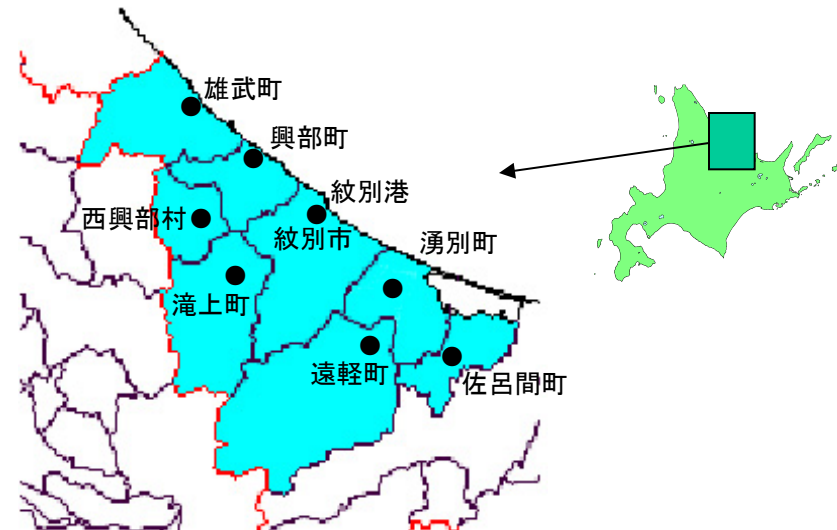 雄武町
興部町
紋別港
西興部村
紋別市
湧別町
滝上町
遠軽町
佐呂間町